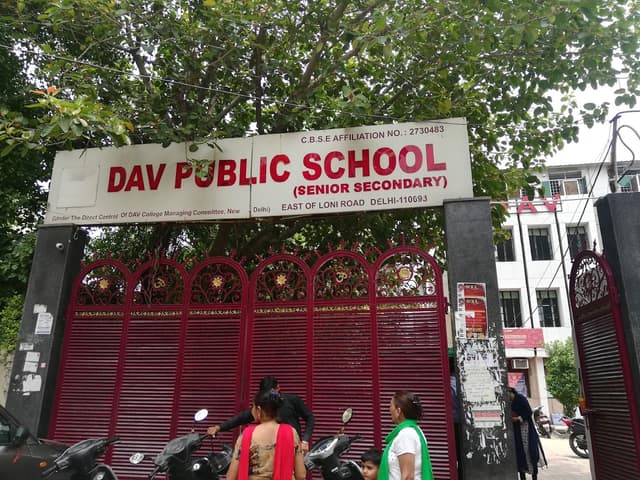 C.B.S.E AFFILIATION NO.: 2730483
DAV PUBLIC SCHOOL
(SENIOR SECONDARY)
(Under The Direct Control Of DAV College Managing Committee, New Delhi)
EAST OF LONI ROAD DELHI-110093
DAV